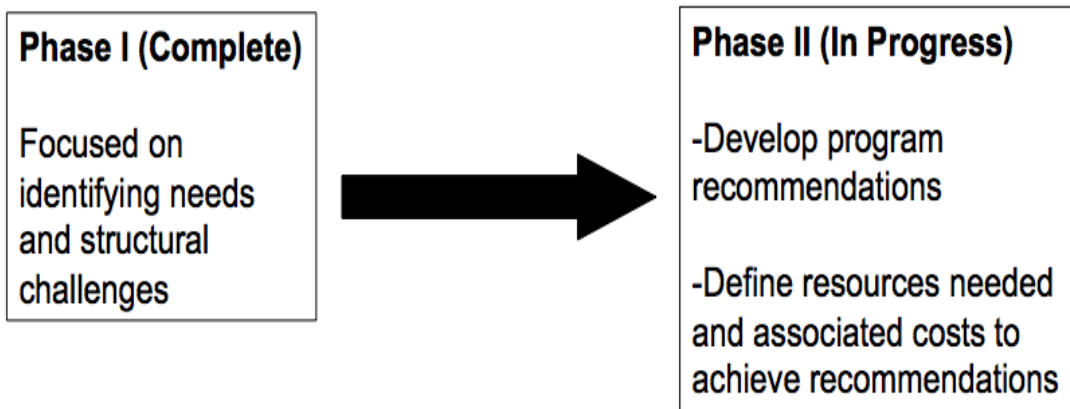 Phase I (Complete)
Focused on
identifying needs
and structural
challenges
Phase II (In Progress)
-Develop program
recommendations
-Define resources needed
and associated costs to
achieve recommendations